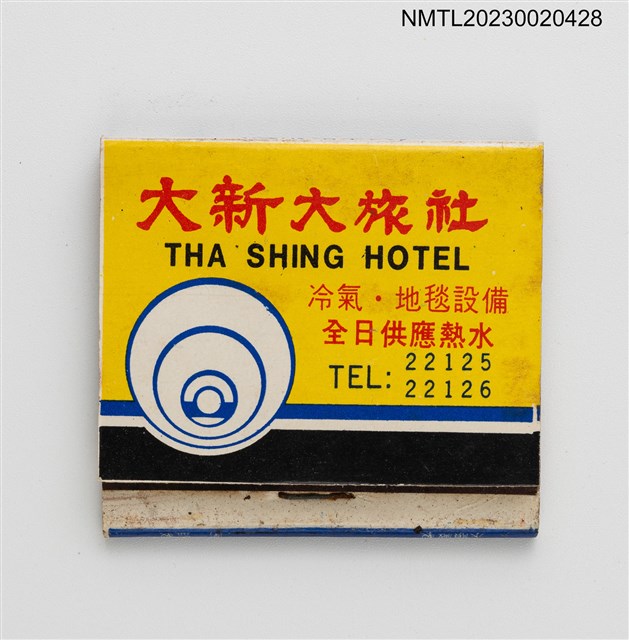 NMTL20230020428
大新大旅社
THA SHING HOTEL
冷氣·地毯設備
全日供應熱水
TEL: 22125
22126